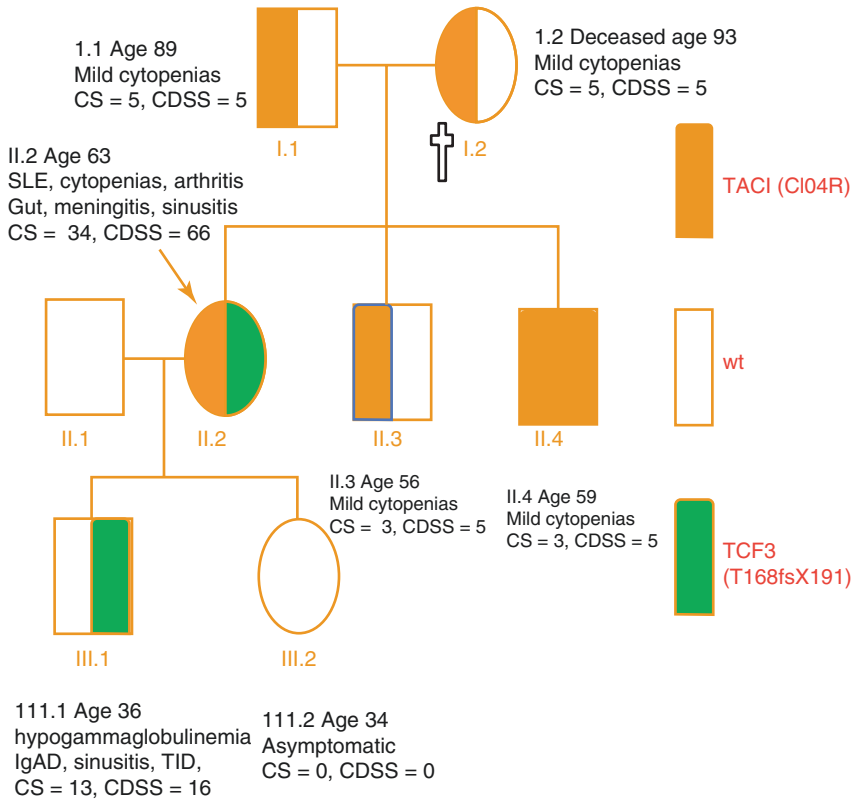 1.1 Age 89
Mild cytopenias
CS = 5, CDSS = 5
I.1
1.2 Deceased age 93
Mild cytopenias
CS = 5, CDSS = 5
I.2
II.2 Age 63
SLE, cytopenias, arthritis
Gut, meningitis, sinusitis
CS = 34, CDSS = 66
TACI (Cl04R)
wt
TCF3
(T168fsX191)
II.1
II.2
II.3
II.4
II.3 Age 56
Mild cytopenias
CS = 3, CDSS = 5
II.4 Age 59
Mild cytopenias
CS = 3, CDSS = 5
III.1
III.2
111.1 Age 36
hypogammaglobulinemia
IgAD, sinusitis, TID,
CS = 13, CDSS = 16
111.2 Age 34
Asymptomatic
CS = 0, CDSS = 0